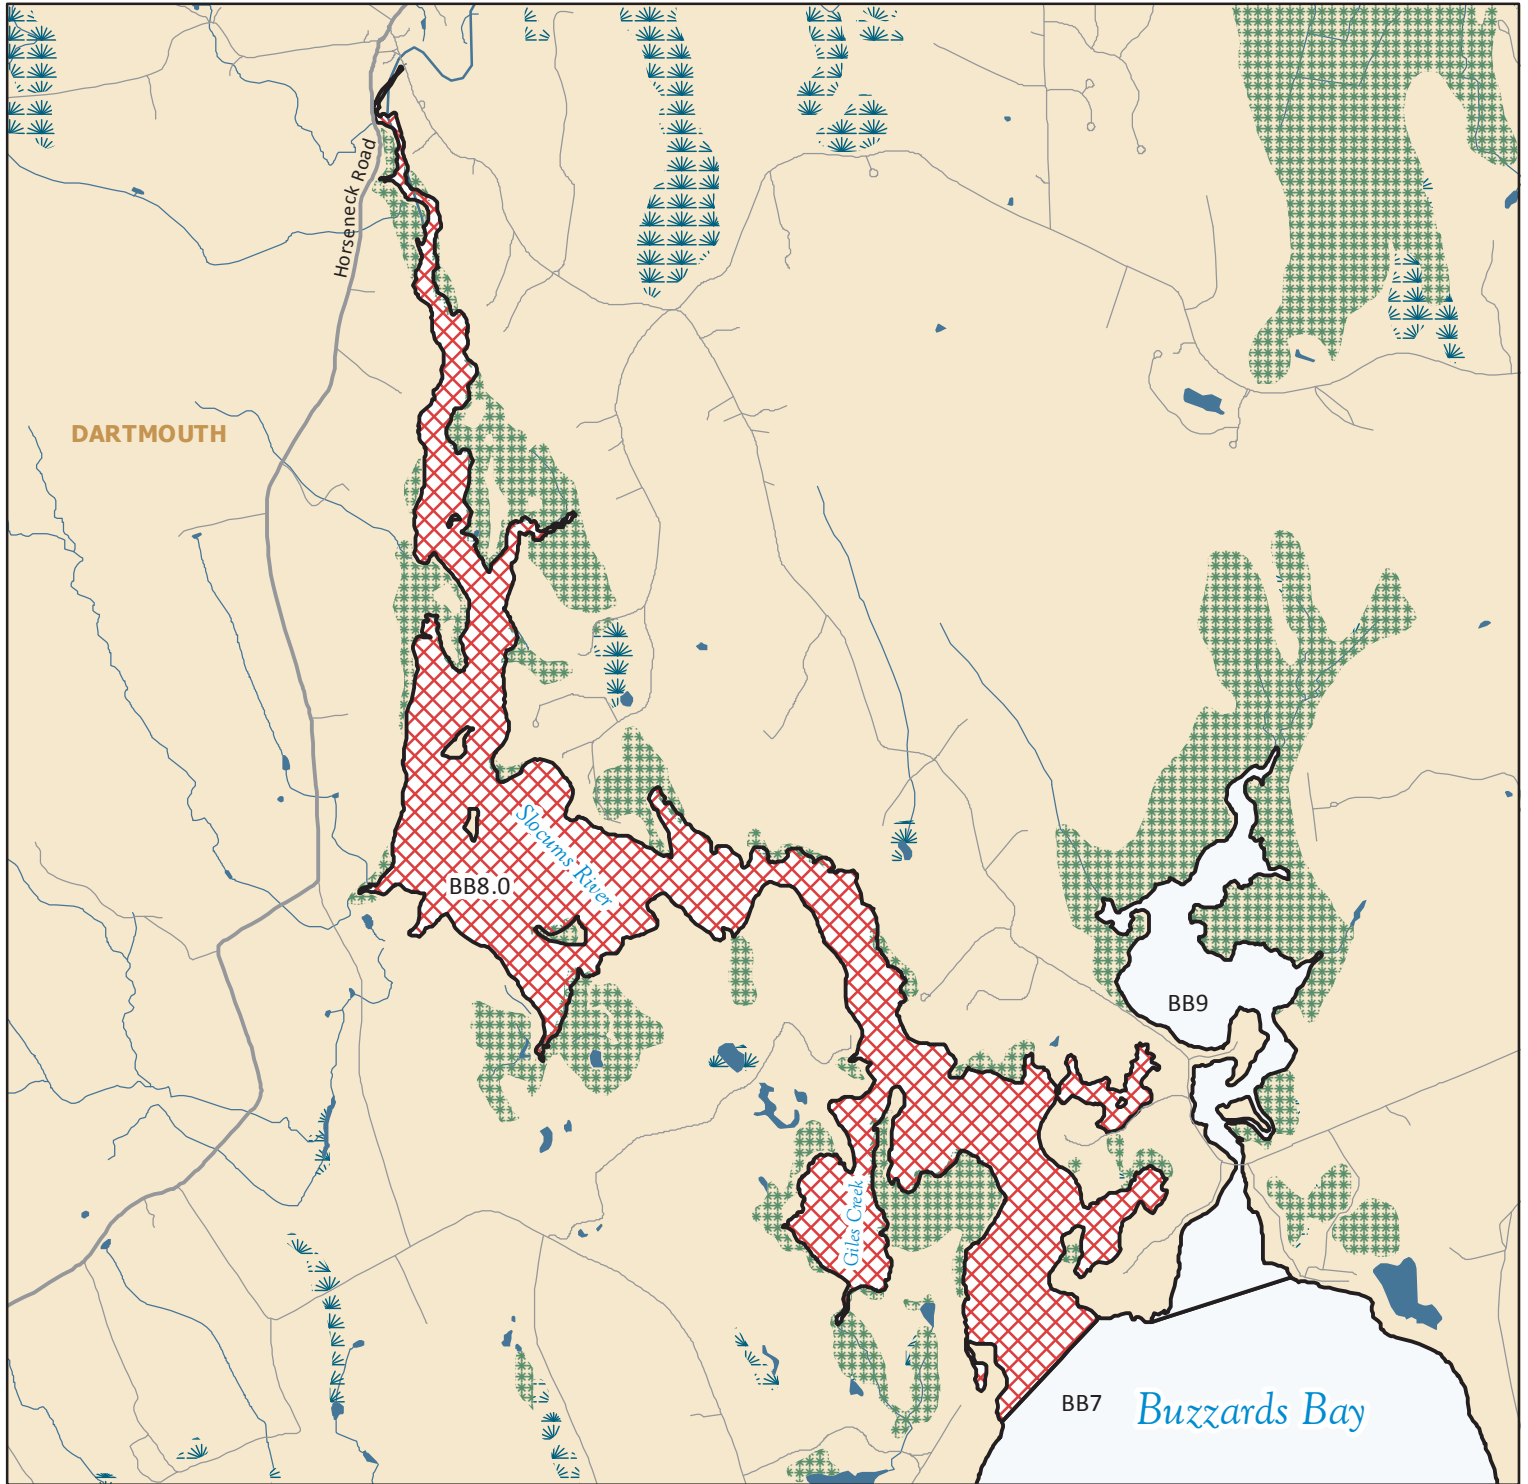 Horseneck Road
DARTMOUTH
Slocums River
BB8.0
BB9
Giles Creek
BB7
Buzzards Bay